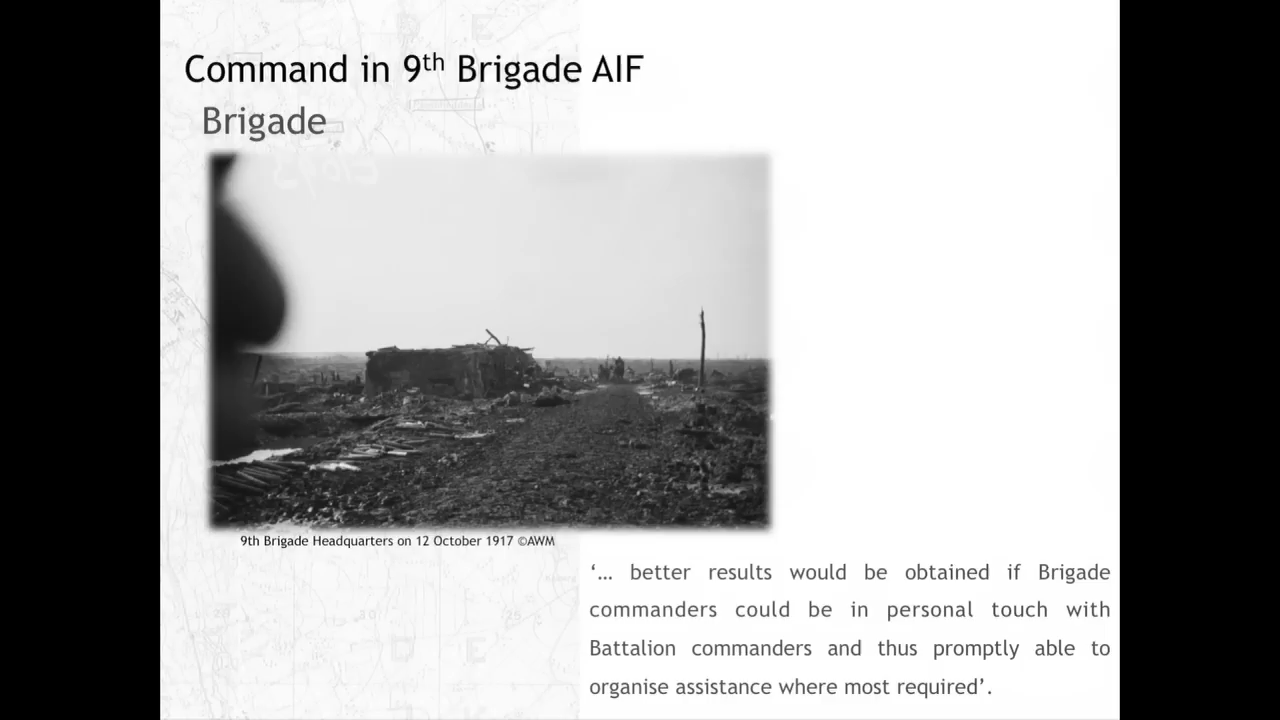 Command in 9th Brigade AIF
Brigade
9th Brigade Headquarters on 12 October 1917 ©AWM
‘… better results would be obtained if Brigade
commanders could be in personal touch with
Battalion commanders and thus promptly able to
organise assistance where most required’.